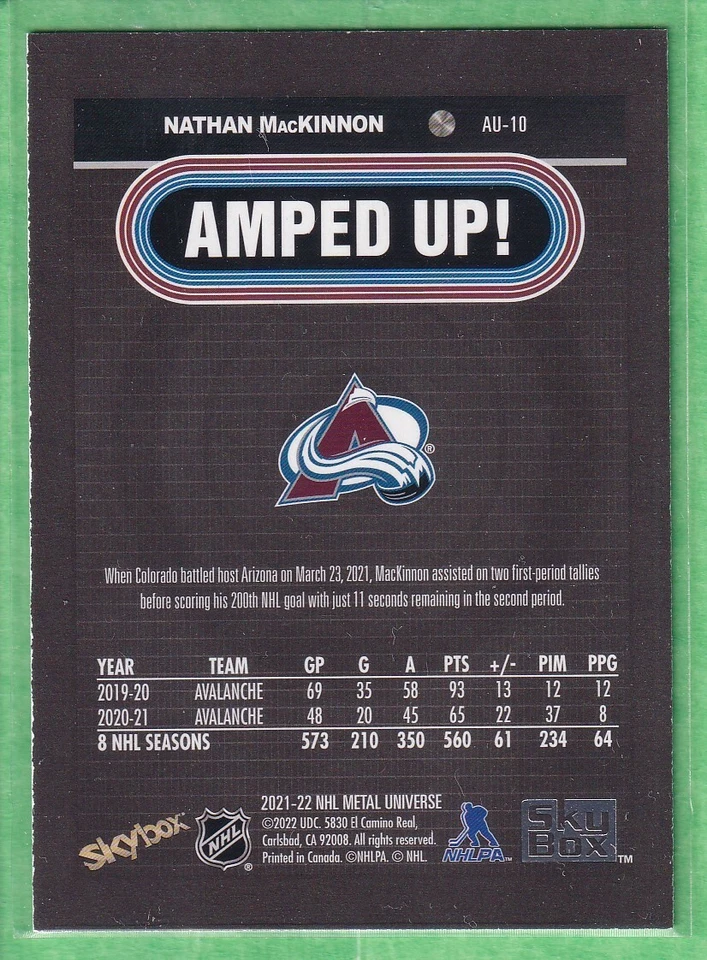 NATHAN MACKINNON AU-10
AMPED UP!
®
When Colorado battled host Arizona on March 23, 2021, MacKinnon assisted on two first-period tallies
before scoring his 200th NHL goal with just 11 seconds remaining in the second period.
YEAR TEAM GP G A PTS +/- PIM PPG
2019-20 AVALANCHE 69 35 58 93 13 12 12
2020-21 AVALANCHE 48 20 45 65 22 37 8
8 NHL SEASONS 573 210 350 560 61 234 64
skybox™
NHL ®
2021-22 NHL METAL UNIVERSE
©2022 UDC. 5830 El Camino Real,
Carlsbad, CA 92008. All rights reserved.
Printed in Canada. ©NHLPA. © NHL.
NHLPA™
SKY
BOX™